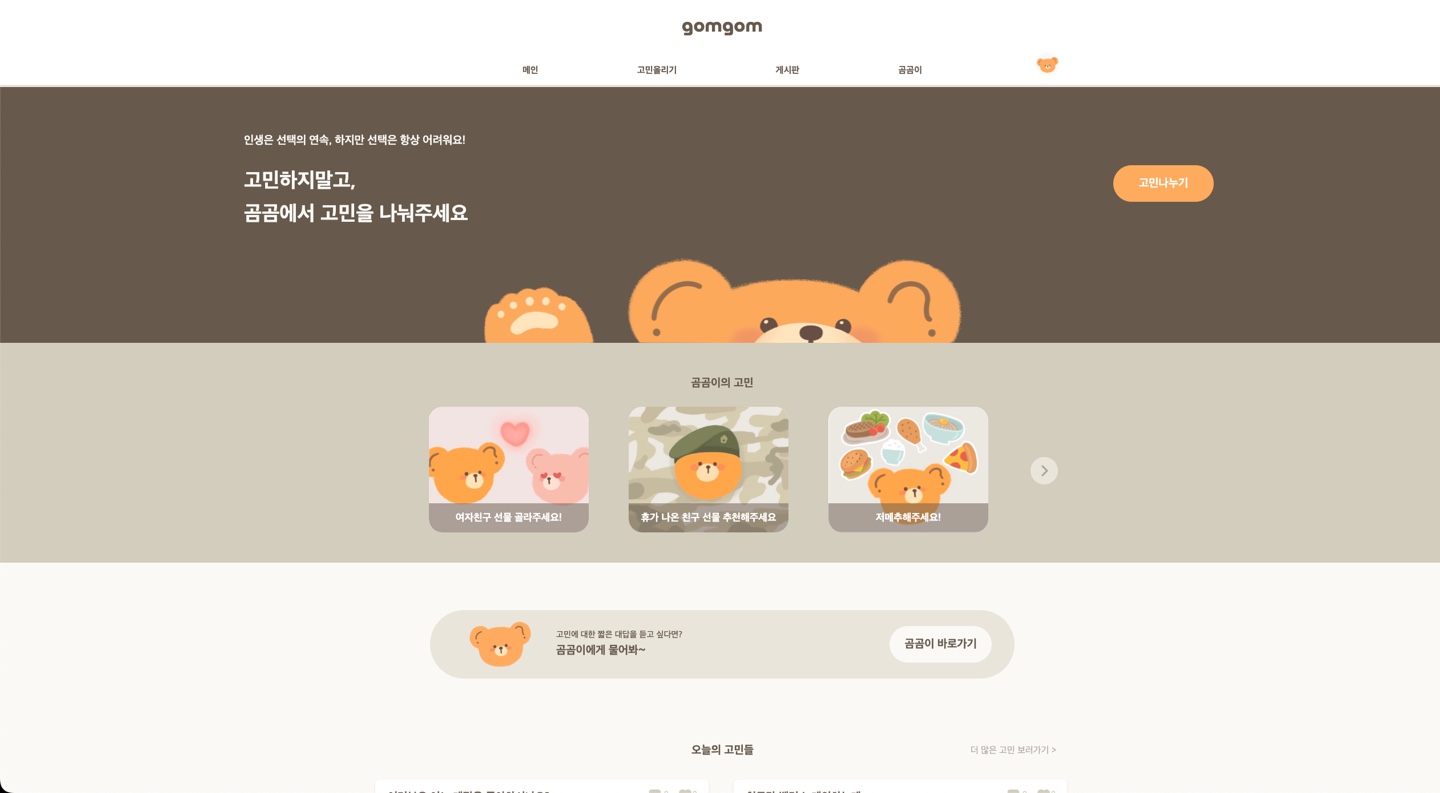 gomgom
메인
고민올리기
게시판
곰곰이
인생은 선택의 연속, 하지만 선택은 항상 어려워요!
고민하지말고,
곰곰에서 고민을 나눠주세요
고민나누기
곰곰이의 고민
여자친구 선물 골라주세요!
휴가 나온 친구 선물 추천해주세요
저메추해주세요!
고민에 대한 짧은 대답을 듣고 싶다면?
곰곰이에게 물어봐~
곰곰이 바로가기
오늘의 고민들
더 많은 고민 보러가기 >